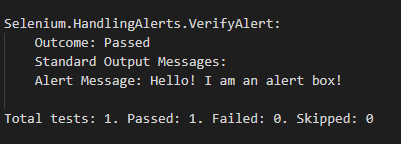 Selenium.HandlingAlerts.VerifyAlert:
Outcome: Passed
Standard Output Messages:
Alert Message: Hello! I am an alert box!
Total tests: 1. Passed: 1. Failed: 0. Skipped: 0